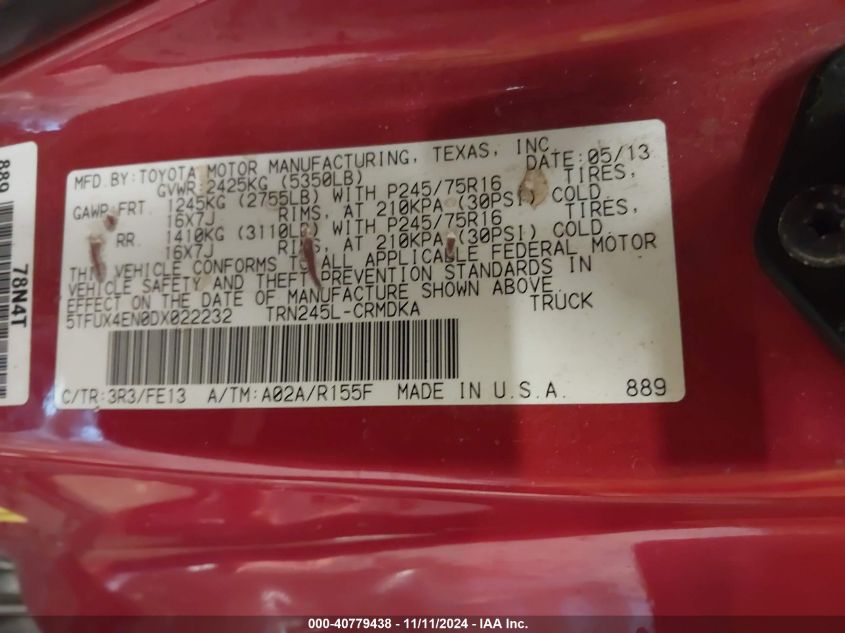 MFD.BY:TOYOTA MOTOR MANUFACTURING, TEXAS, INC.
DATE:05/13
GVWR 2425KG (5350LB)
GAWP FRT 1245KG (2755LB) WITH P245/75R16 TIRES,
16X7J RIMS, AT 210KPA (30PSI) COLD.
RR. 1410KG (3110LB) WITH P245/75R16 TIRES,
16X7J RIMS, AT 210KPA (30PSI) COLD.
THIS VEHICLE CONFORMS TO ALL APPLICABLE FEDERAL MOTOR
VEHICLE SAFETY AND THEFT PREVENTION STANDARDS IN
EFFECT ON THE DATE OF MANUFACTURE SHOWN ABOVE.
5TFUX4EN0DX022232 TRN245L-CRMDKA TRUCK
C/TR:3R3/FE13 A/TM:A02A/R155F MADE IN U.S.A. 889
889
78N4T
000-40779438 - 11/11/2024 - IAA Inc.